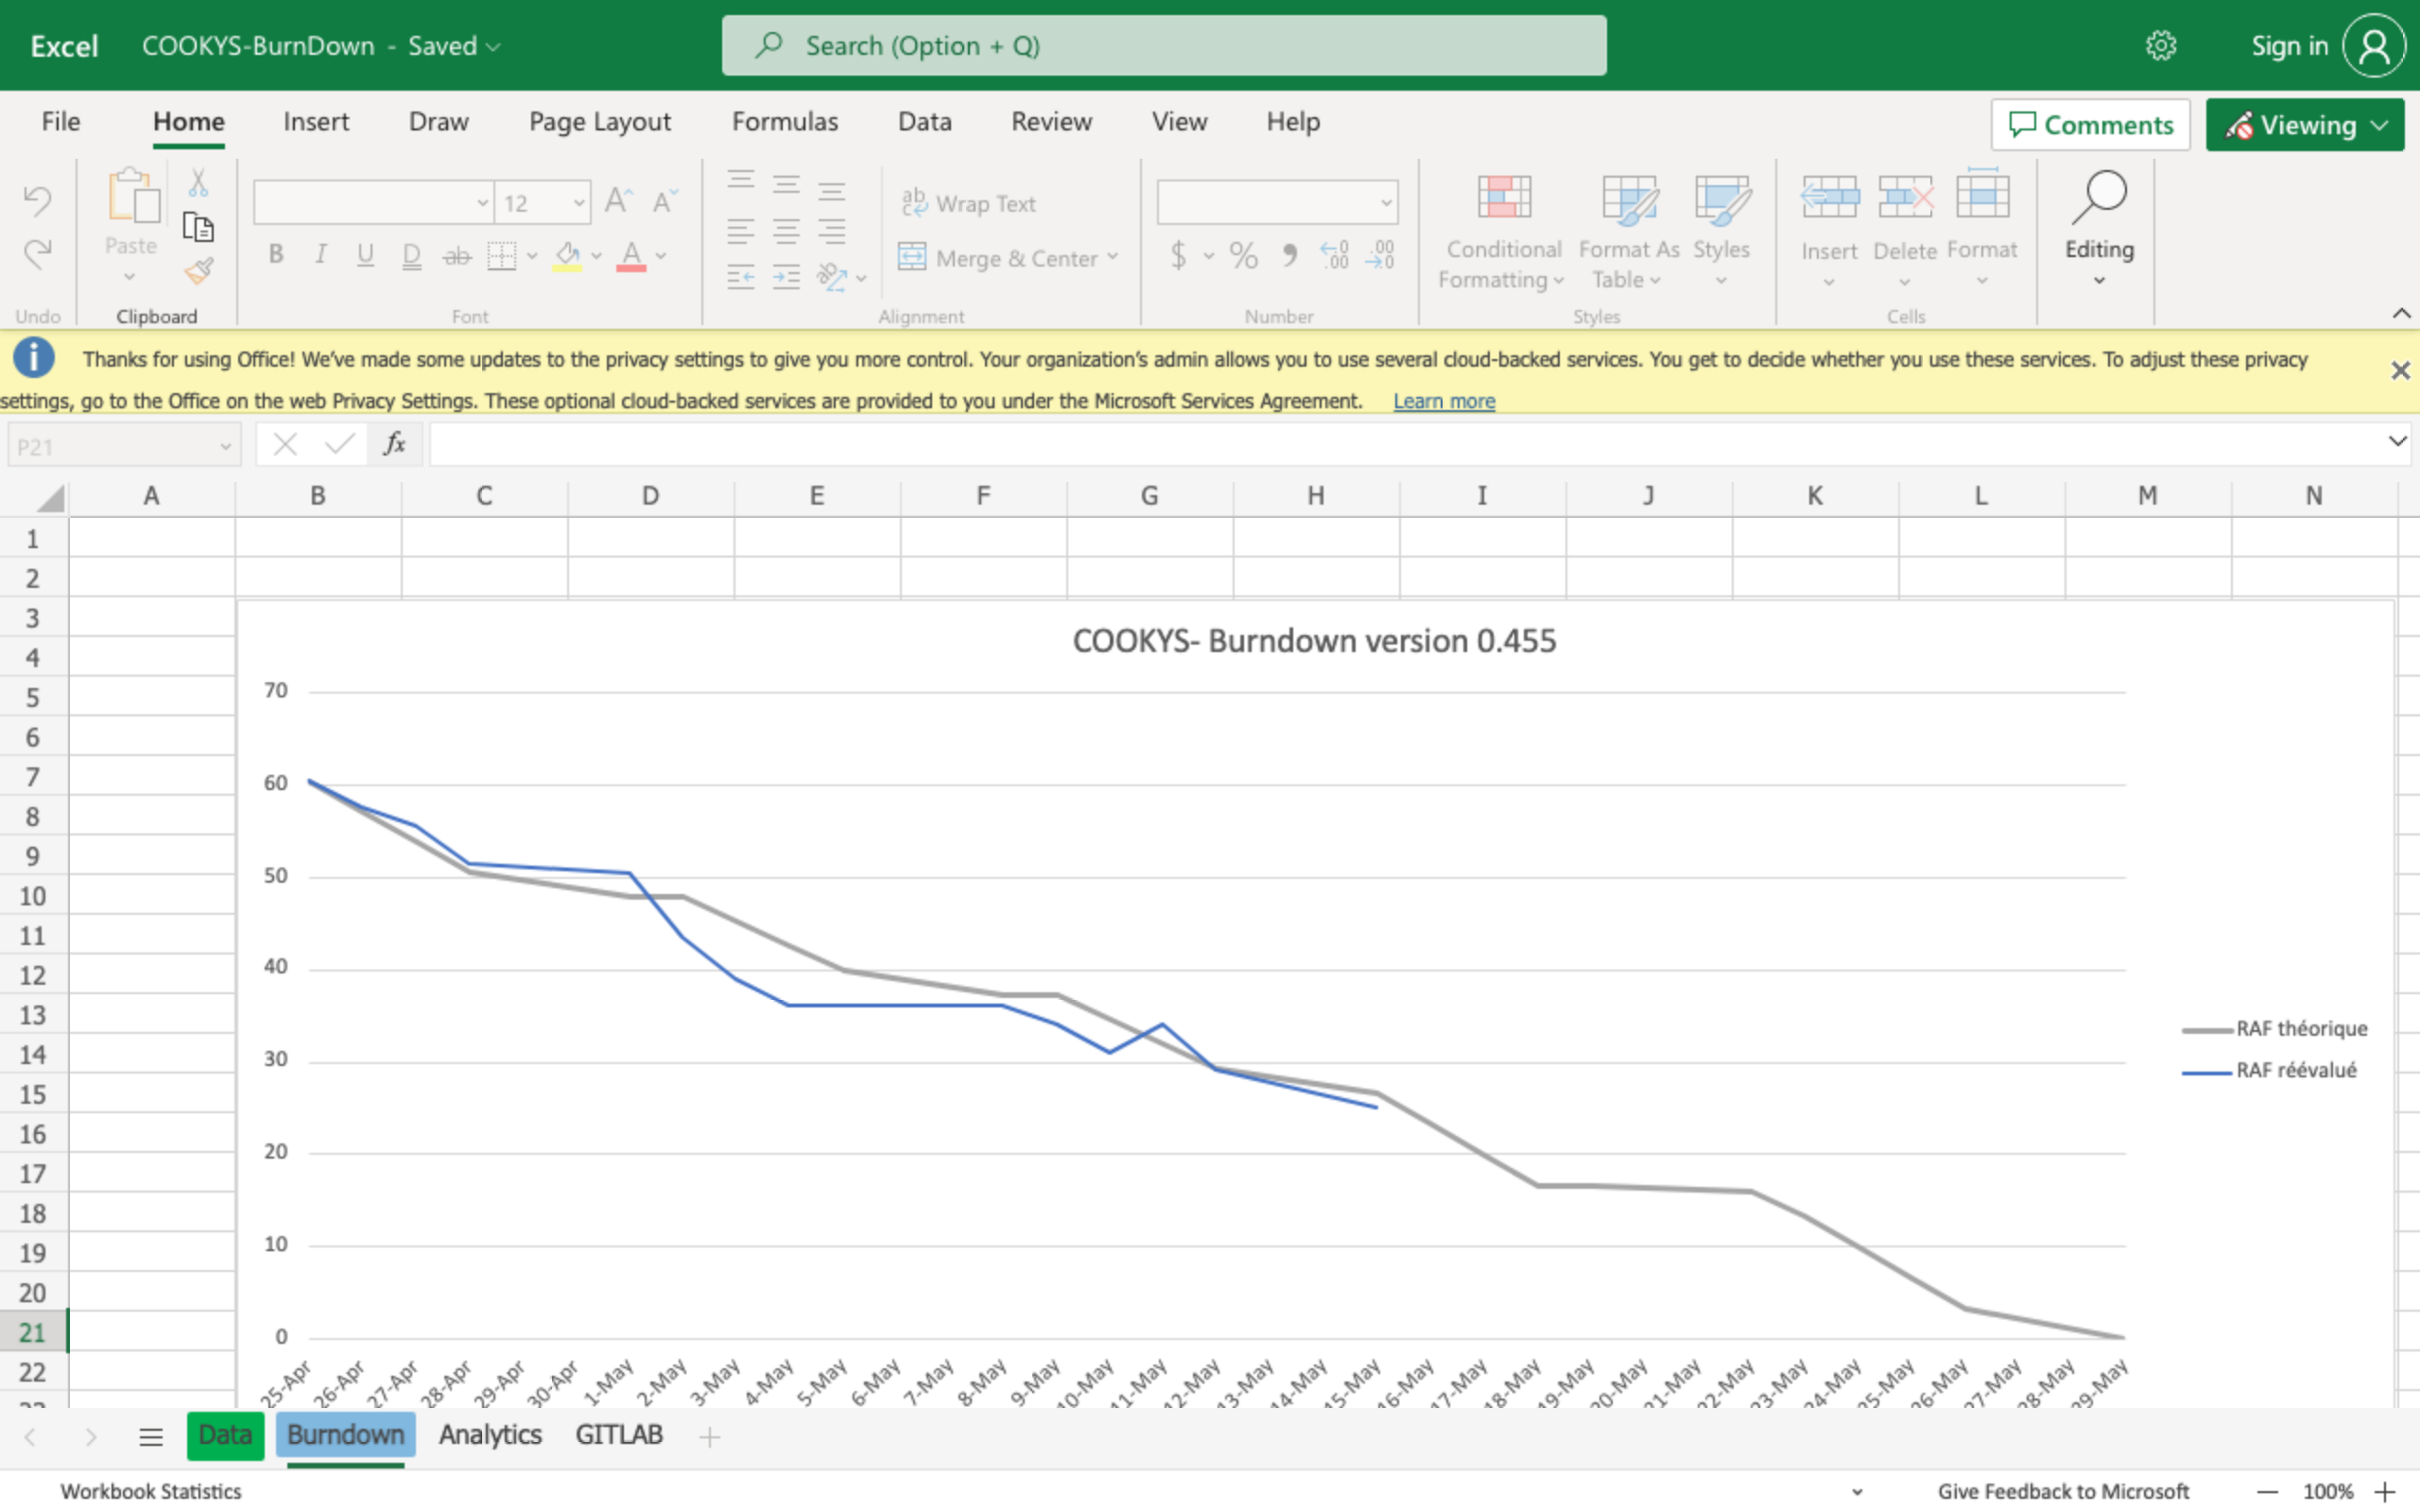 Excel COOKYS-BurnDown - Saved Search (Option + Q) Sign in
File Home Insert Draw Page Layout Formulas Data Review View Help Comments Viewing
12 A A ab c Wrap Text
Paste B I U D ab A Merge & Center $ % 9 .0 .00 .00 .0 Conditional Formatting Format As Table Styles Insert Delete Format Editing
Undo Clipboard Font Alignment Number Styles Cells
Thanks for using Office! We've made some updates to the privacy settings to give you more control. Your organization's admin allows you to use several cloud-backed services. You get to decide whether you use these services. To adjust these privacy
settings, go to the Office on the web Privacy Settings. These optional cloud-backed services are provided to you under the Microsoft Services Agreement. Learn more
P21 fx
A B C D E F G H I J K L M N
1
2
3
COOKYS- Burndown version 0.455
4
5 70
6
7 60
8
9 50
10
11
12 40
13 RAF théorique
14 30 RAF réévalué
15
16
17 20
18
19 10
20
21 0
22 25-Apr 26-Apr 27-Apr 28-Apr 29-Apr 30-Apr 1-May 2-May 3-May 4-May 5-May 6-May 7-May 8-May 9-May 10-May 11-May 12-May 13-May 14-May 15-May 16-May 17-May 18-May 19-May 20-May 21-May 22-May 23-May 24-May 25-May 26-May 27-May 28-May 29-May
Data Burndown Analytics GITLAB
Workbook Statistics Give Feedback to Microsoft 100%